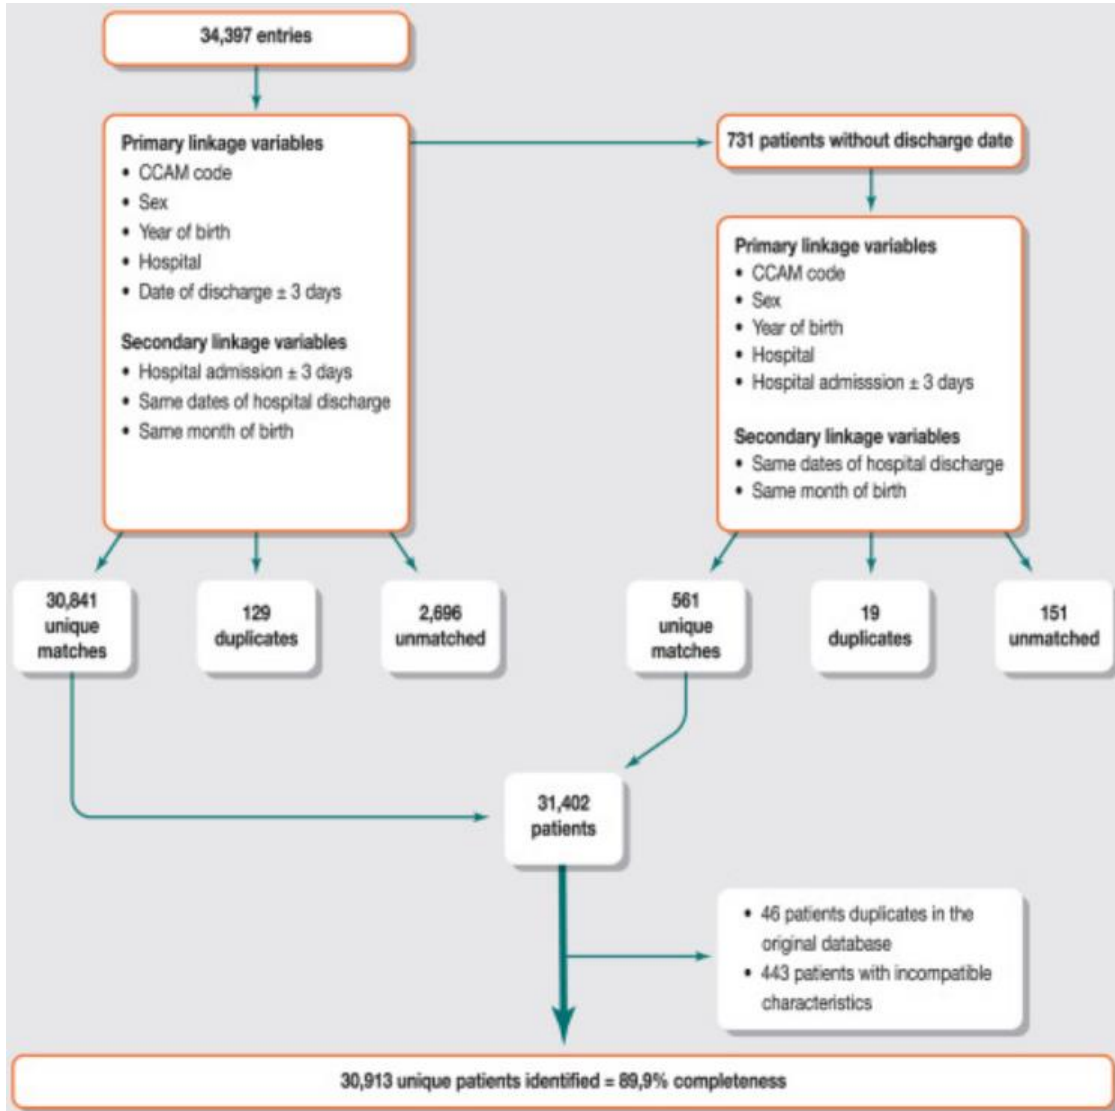 34,397 entries
Primary linkage variables
• CCAM code
• Sex
• Year of birth
• Hospital
• Date of discharge ± 3 days
Secondary linkage variables
• Hospital admission ± 3 days
• Same dates of hospital discharge
• Same month of birth
731 patients without discharge date
Primary linkage variables
• CCAM code
• Sex
• Year of birth
• Hospital
• Hospital admisssion ± 3 days
Secondary linkage variables
• Same dates of hospital discharge
• Same month of birth
30,841
unique
matches
129
duplicates
2,696
unmatched
561
unique
matches
19
duplicates
151
unmatched
31,402
patients
• 46 patients duplicates in the
original database
• 443 patients with incompatible
characteristics
30,913 unique patients identified = 89,9% completeness